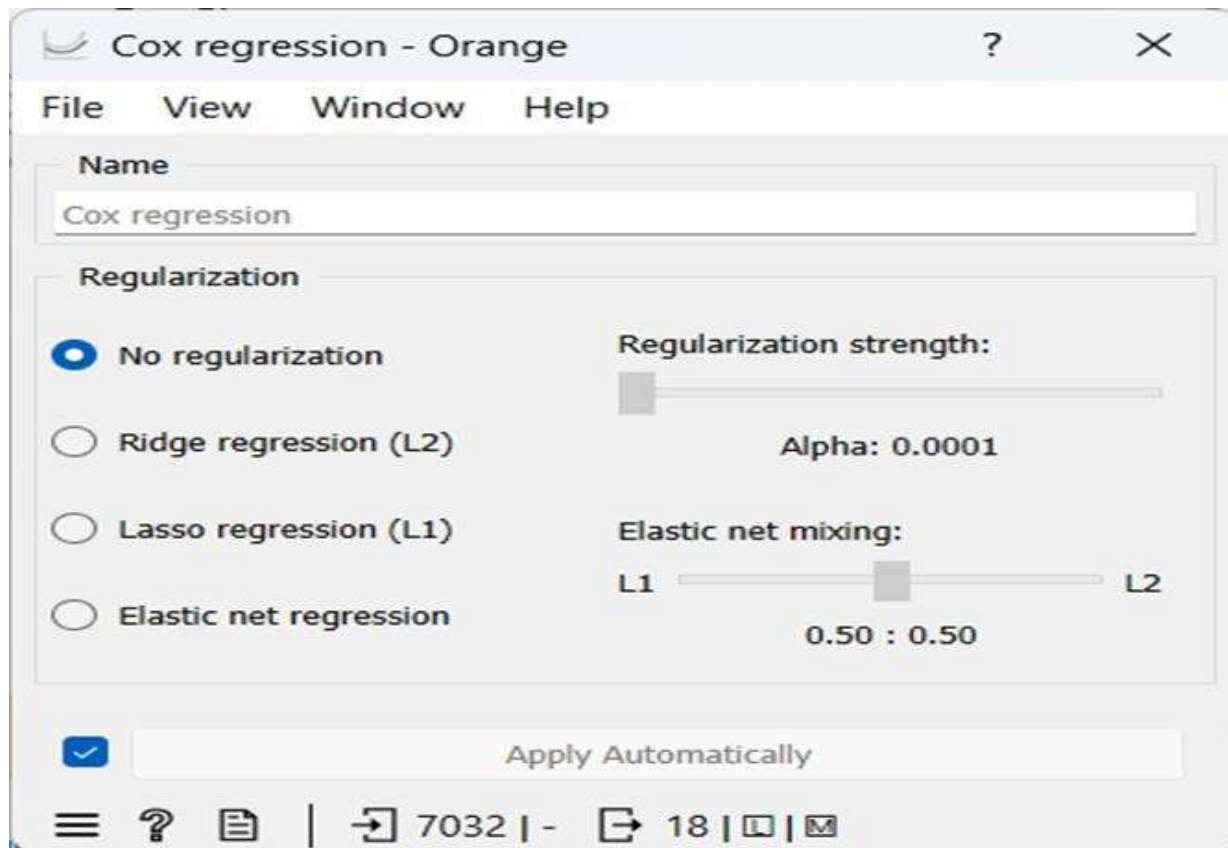 Cox regression - Orange ? ×
File View Window Help
Name
Cox regression
Regularization
No regularization
Ridge regression (L2)
Lasso regression (L1)
Elastic net regression
Regularization strength:
Alpha: 0.0001
Elastic net mixing:
L1 L2
0.50 : 0.50
Apply Automatically
? | 7032 | - 18 | L | M